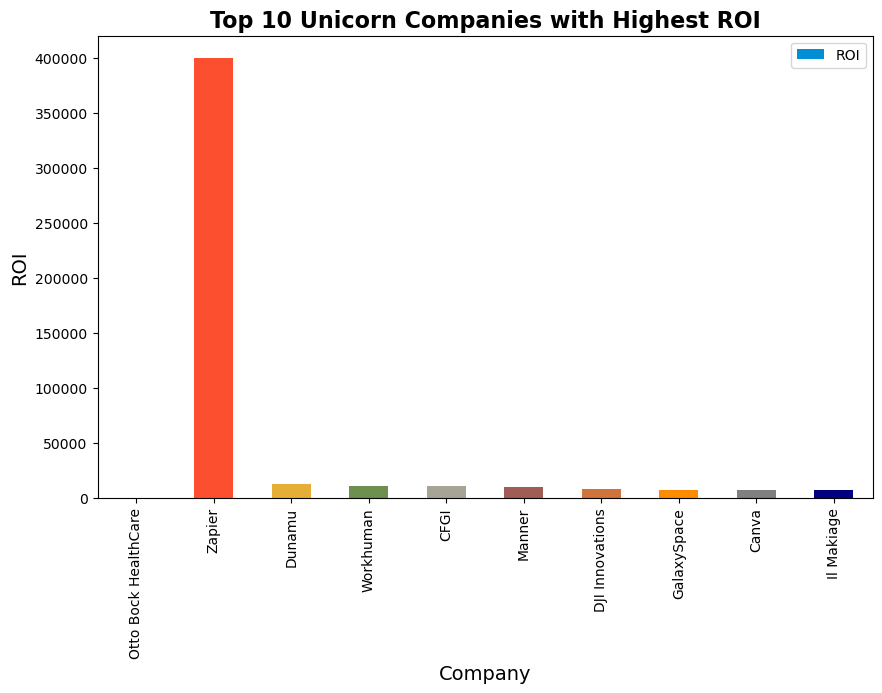 Top 10 Unicorn Companies with Highest ROI
ROI
400000
350000
300000
250000
200000
150000
100000
50000
0
ROI
Otto Bock HealthCare
Zapier
Dunamu
Workhuman
CFGI
Manner
DJI Innovations
GalaxySpace
Canva
Il Makiage
Company